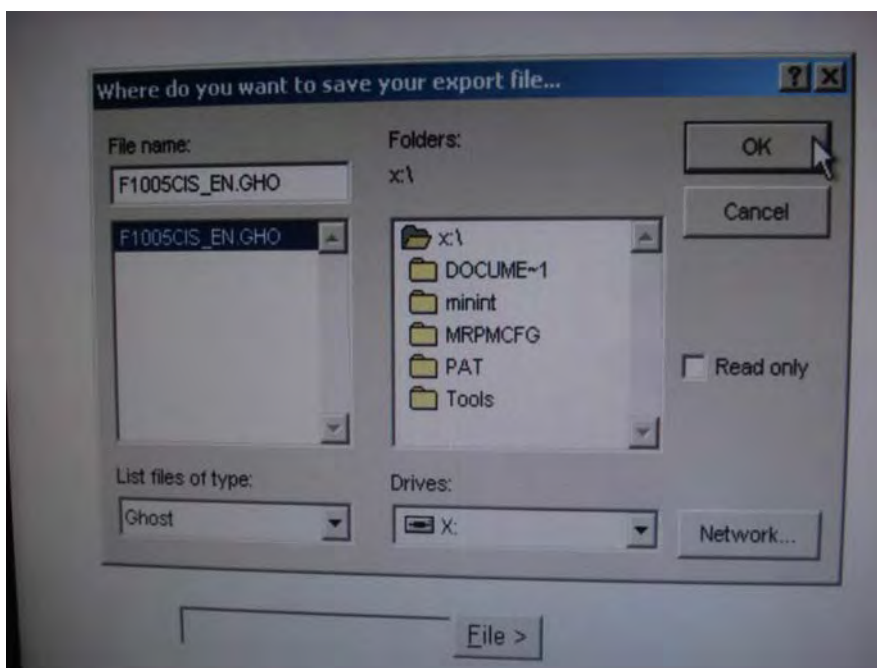 Where do you want to save your export file...
File name:
F1005CIS_EN.GHO
F1005CIS_EN.GHO
List files of type:
Ghost
Folders:
x:\
x:\
DOCUME~1
minint
MRPMCFG
PAT
Tools
Drives:
X:
OK
Cancel
Read only
Network...
File >